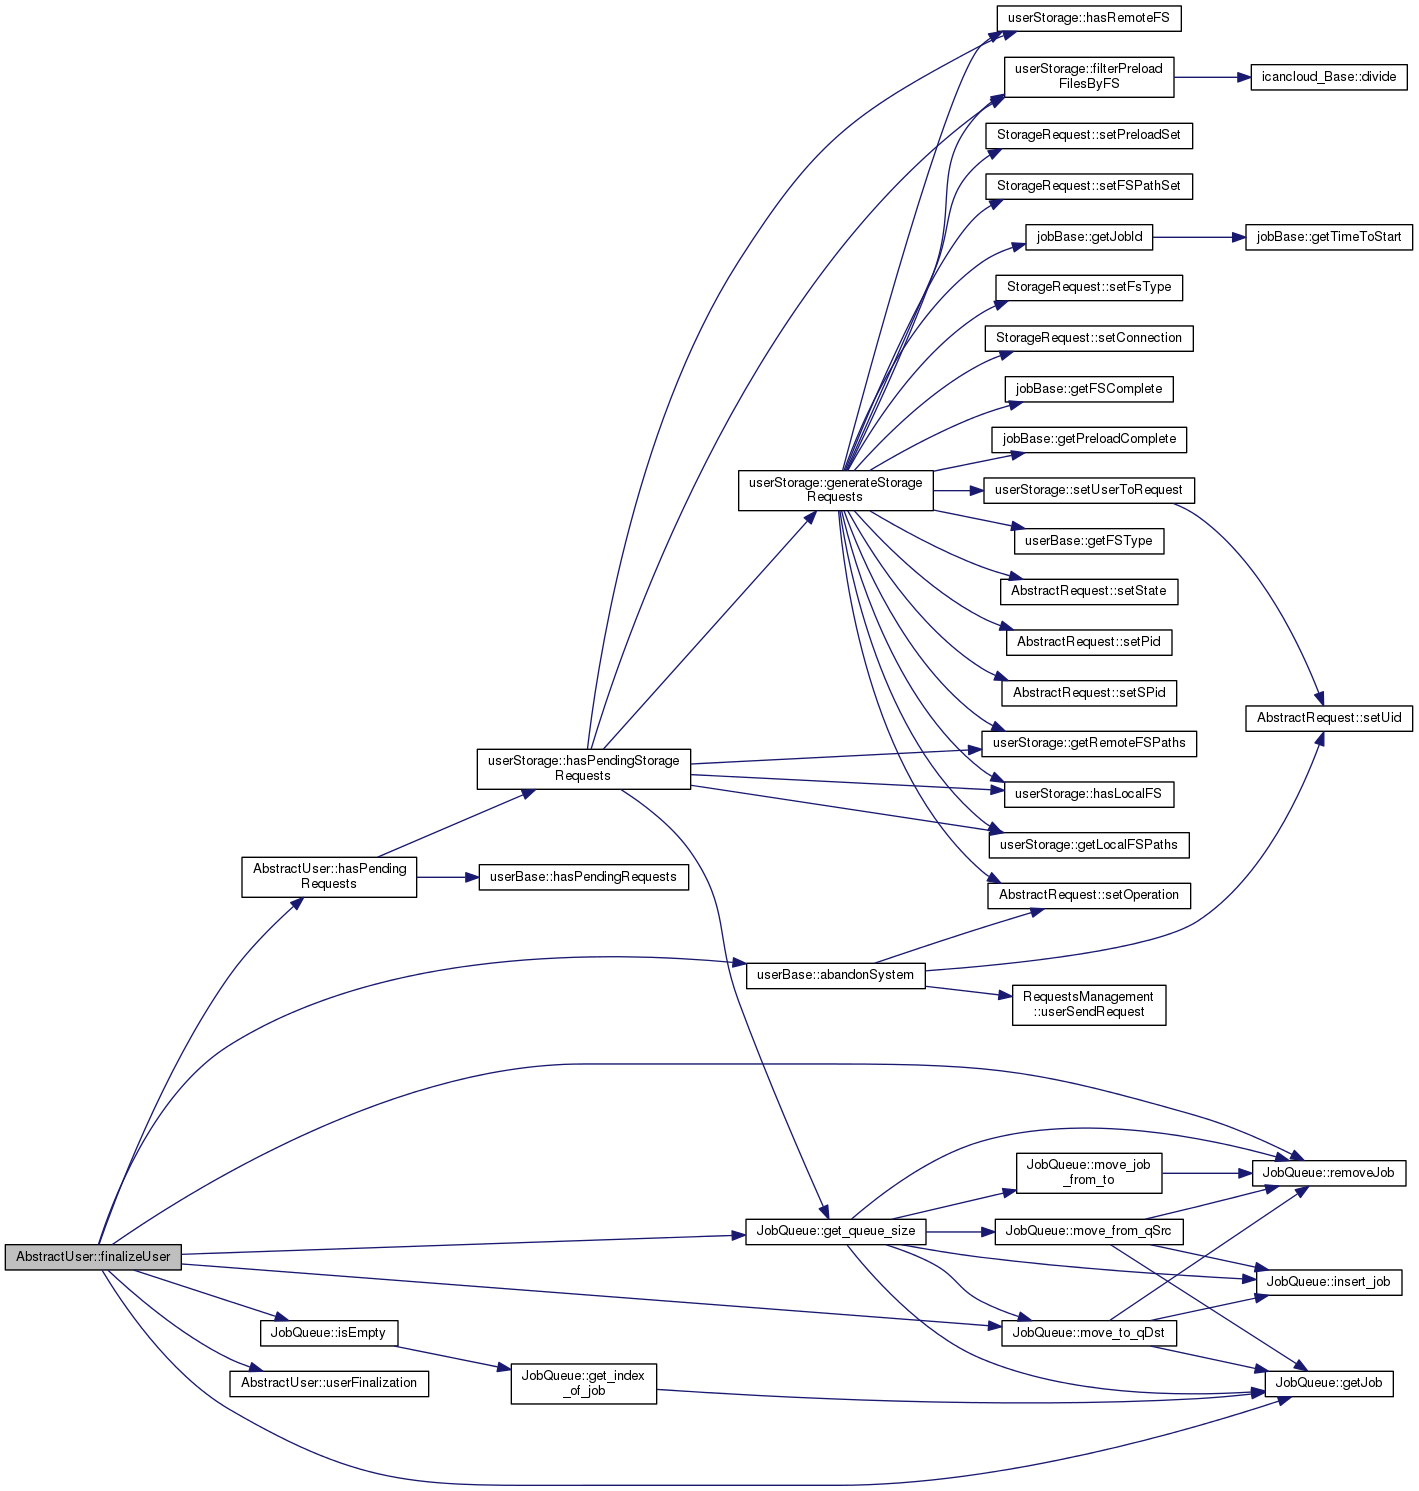 userStorage::hasRemoteFS
userStorage::filterPreload
FilesByFS
icancloud_Base::divide
StorageRequest::setPreloadSet
StorageRequest::setFSPathSet
jobBase::getJobId
jobBase::getTimeToStart
StorageRequest::setFsType
StorageRequest::setConnection
jobBase::getFSComplete
jobBase::getPreloadComplete
userStorage::generateStorage
Requests
userStorage::setUserToRequest
userBase::getFSType
AbstractRequest::setState
AbstractRequest::setPid
AbstractRequest::setSPid
AbstractRequest::setUid
userStorage::getRemoteFSPaths
userStorage::hasPendingStorage
Requests
userStorage::hasLocalFS
userStorage::getLocalFSPaths
AbstractUser::hasPending
Requests
userBase::hasPendingRequests
AbstractRequest::setOperation
userBase::abandonSystem
RequestsManagement
::userSendRequest
JobQueue::move_job
_from_to
JobQueue::removeJob
JobQueue::get_queue_size
JobQueue::move_from_qSrc
AbstractUser::finalizeUser
JobQueue::insert_job
JobQueue::isEmpty
JobQueue::move_to_qDst
AbstractUser::userFinalization
JobQueue::get_index
_of_job
JobQueue::getJob